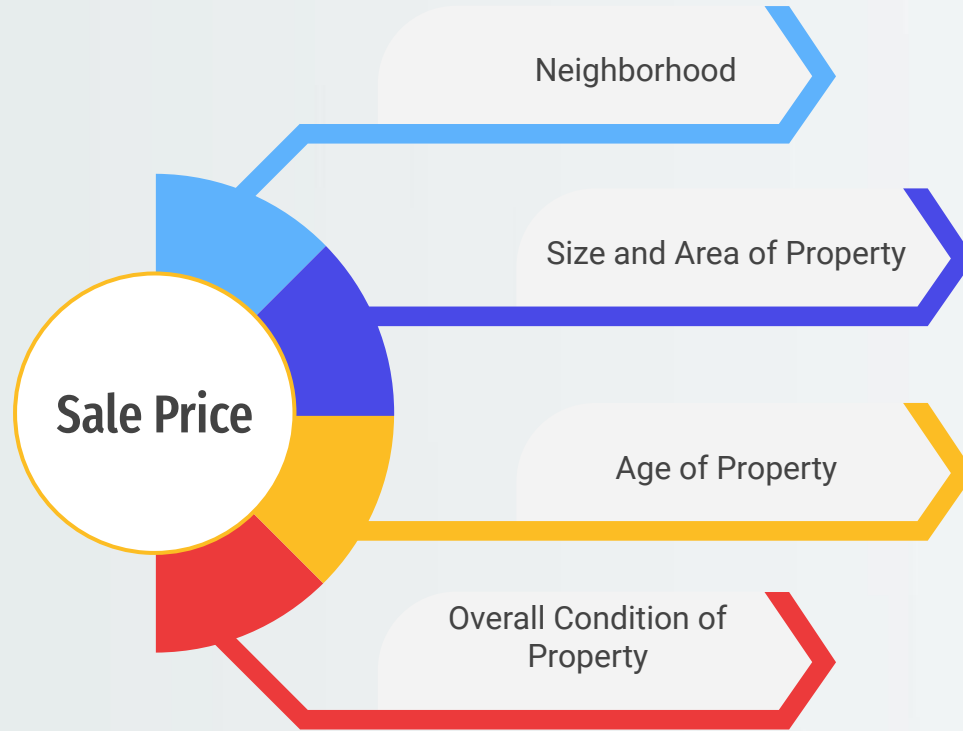 Neighborhood
Size and Area of Property
Sale Price
Age of Property
Overall Condition of
Property